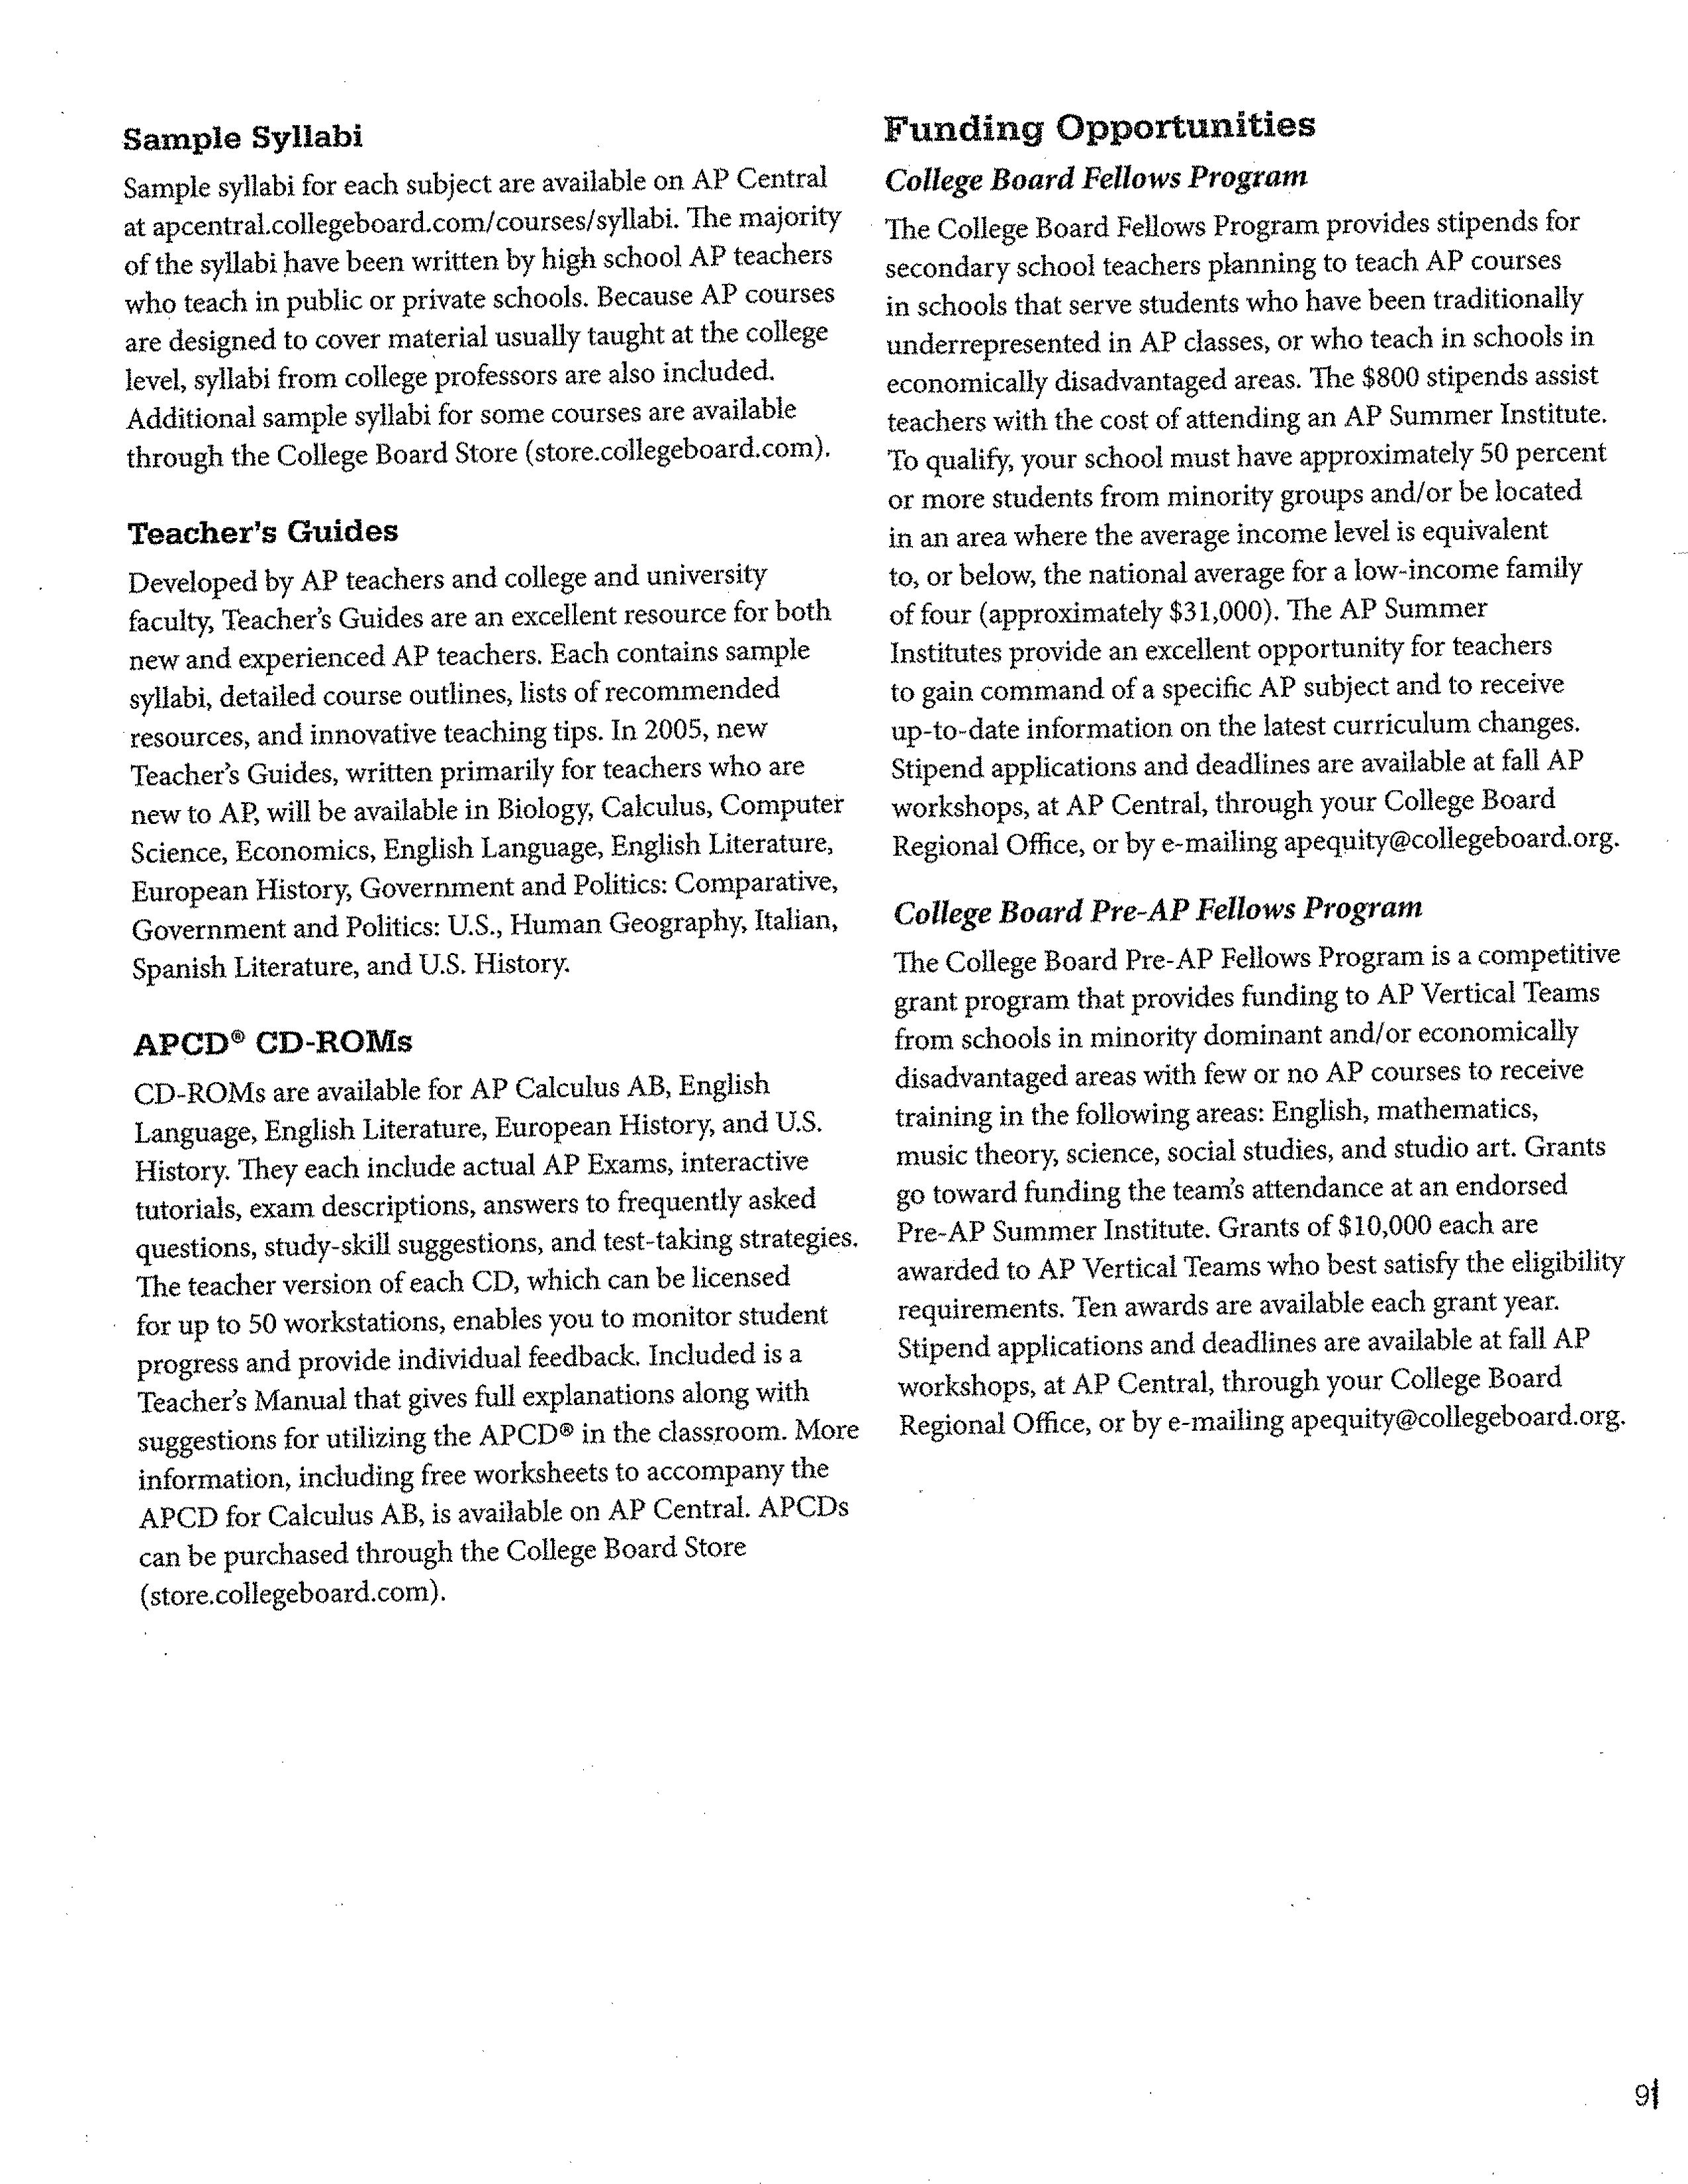 Sample Syllabi
Sample syllabi for each subject are available on AP Central
at apcentral.collegeboard.com/courses/syllabi. The majority
of the syllabi have been written by high school AP teachers
who teach in public or private schools. Because AP courses
are designed to cover material usually taught at the college
level, syllabi from college professors are also included.
Additional sample syllabi for some courses are available
through the College Board Store (store.collegeboard.com).
Teacher's Guides
Developed by AP teachers and college and university
faculty, Teacher's Guides are an excellent resource for both
new and experienced AP teachers. Each contains sample
syllabi, detailed course outlines, lists of recommended
resources, and innovative teaching tips. In 2005, new
Teacher's Guides, written primarily for teachers who are
new to AP, will be available in Biology, Calculus, Computer
Science, Economics, English Language, English Literature,
European History, Government and Politics: Comparative,
Government and Politics: U.S., Human Geography, Italian,
Spanish Literature, and U.S. History.
APCD® CD-ROMs
CD-ROMs are available for AP Calculus AB, English
Language, English Literature, European History, and U.S.
History. They each include actual AP Exams, interactive
tutorials, exam descriptions, answers to frequently asked
questions, study-skill suggestions, and test-taking strategies.
The teacher version of each CD, which can be licensed
for up to 50 workstations, enables you to monitor student
progress and provide individual feedback. Included is a
Teacher's Manual that gives full explanations along with
suggestions for utilizing the APCD® in the classroom. More
information, including free worksheets to accompany the
APCD for Calculus AB, is available on AP Central. APCDs
can be purchased through the College Board Store
(store.collegeboard.com).
Funding Opportunities
College Board Fellows Program
The College Board Fellows Program provides stipends for
secondary school teachers planning to teach AP courses
in schools that serve students who have been traditionally
underrepresented in AP classes, or who teach in schools in
economically disadvantaged areas. The $800 stipends assist
teachers with the cost of attending an AP Summer Institute.
To qualify, your school must have approximately 50 percent
or more students from minority groups and/or be located
in an area where the average income level is equivalent
to, or below, the national average for a low-income family
of four (approximately $31,000). The AP Summer
Institutes provide an excellent opportunity for teachers
to gain command of a specific AP subject and to receive
up-to-date information on the latest curriculum changes.
Stipend applications and deadlines are available at fall AP
workshops, at AP Central, through your College Board
Regional Office, or by e-mailing apequity@collegeboard.org.
College Board Pre-AP Fellows Program
The College Board Pre-AP Fellows Program is a competitive
grant program that provides funding to AP Vertical Teams
from schools in minority dominant and/or economically
disadvantaged areas with few or no AP courses to receive
training in the following areas: English, mathematics,
music theory, science, social studies, and studio art. Grants
go toward funding the team's attendance at an endorsed
Pre-AP Summer Institute. Grants of $10,000 each are
awarded to AP Vertical Teams who best satisfy the eligibility
requirements. Ten awards are available each grant year.
Stipend applications and deadlines are available at fall AP
workshops, at AP Central, through your College Board
Regional Office, or by e-mailing apequity@collegeboard.org.
9